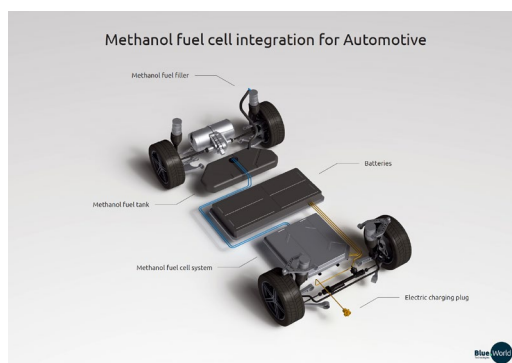 Methanol fuel cell integration for Automotive
Methanol fuel filler
Batteries
Methanol fuel tank
Methanol fuel cell system
Electric charging plug
Blue World
Technologies